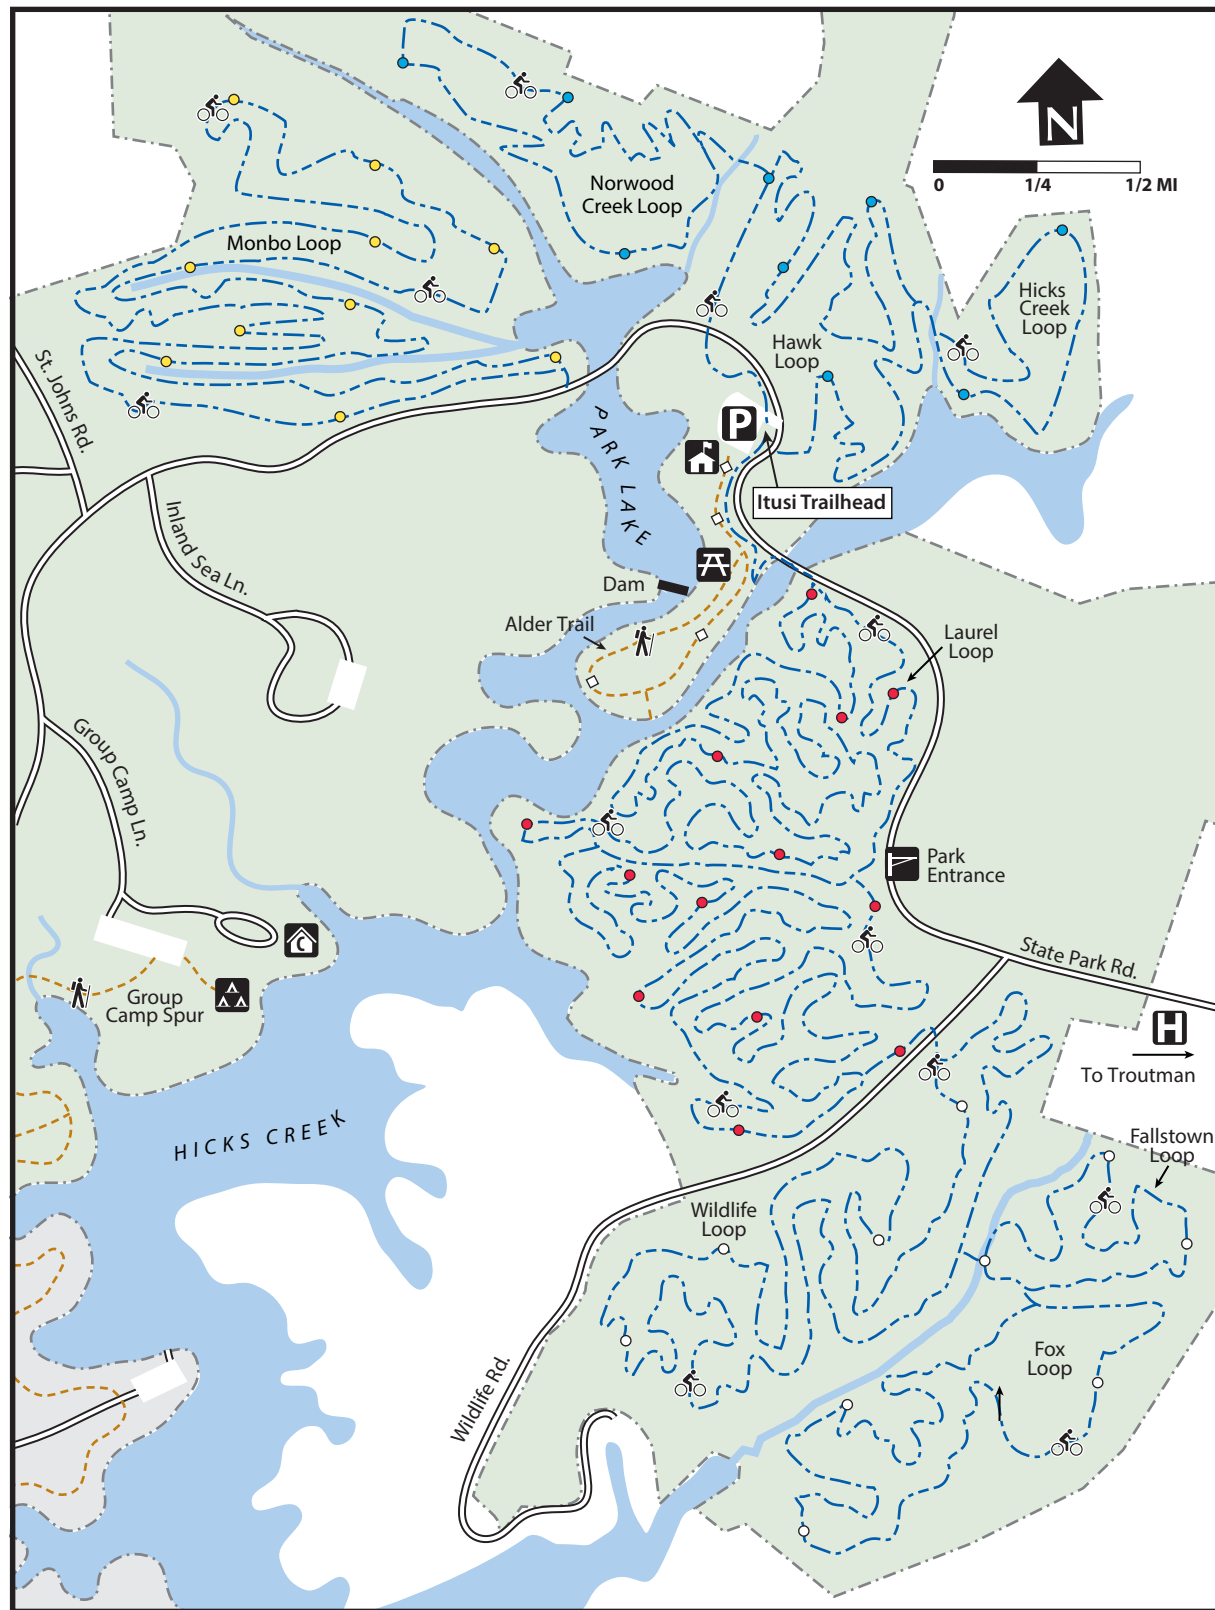 N
0 1/4 1/2 MI
Norwood
Creek Loop
Monbo Loop
Hicks
Creek
Loop
Hawk
Loop
St. Johns Rd.
PARK LAKE
P
Itusi Trailhead
Inland Sea Ln.
Dam
Alder Trail
Laurel
Loop
Group Camp Ln.
Park
Entrance
C
State Park Rd.
Group
Camp Spur
H
To Troutman
HICKS CREEK
Fallstown
Loop
Wildlife
Loop
Fox
Loop
Wildlife Rd.